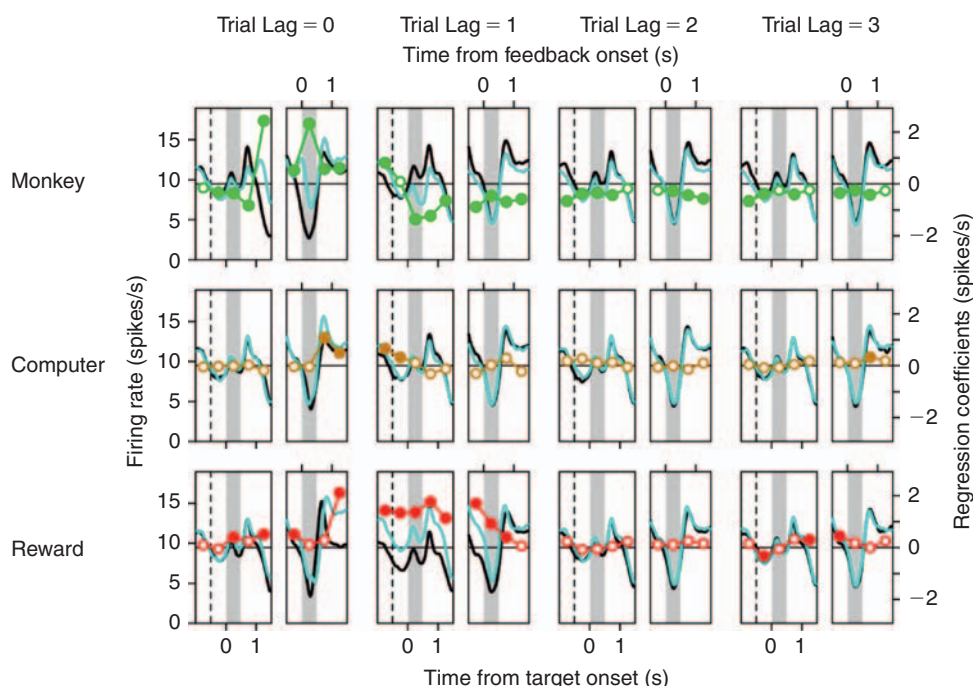 Trial Lag = 0 Trial Lag = 1 Trial Lag = 2 Trial Lag = 3
Time from feedback onset (s)
0 1 0 1 0 1 0 1
Monkey
15
10
5
0
2
0
−2
Computer
15
10
5
0
2
0
−2
Reward
15
10
5
0
2
0
−2
Firing rate (spikes/s)
Regression coefficients (spikes/s)
0 1 0 1 0 1 0 1
Time from target onset (s)